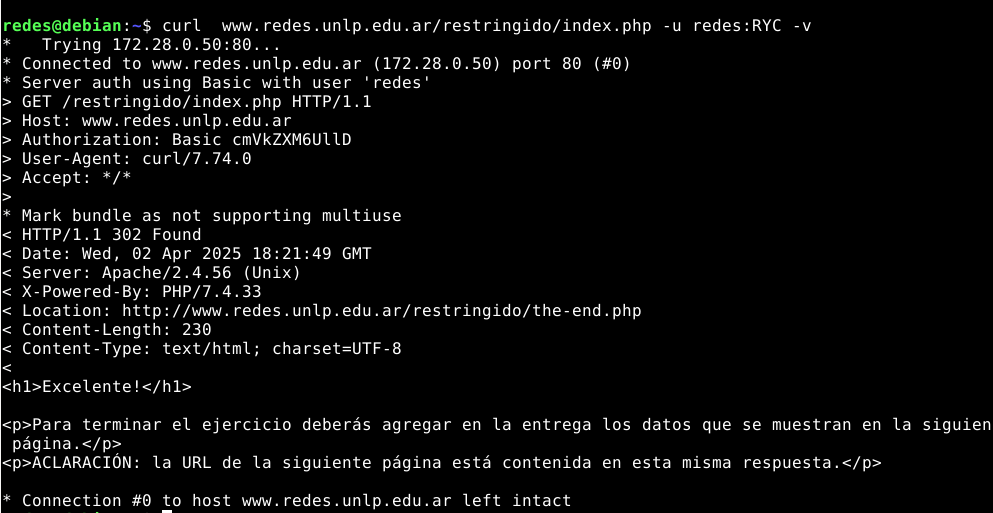 redes@debian:~$ curl  www.redes.unlp.edu.ar/restringido/index.php -u redes:RYC -v
*   Trying 172.28.0.50:80...
* Connected to www.redes.unlp.edu.ar (172.28.0.50) port 80 (#0)
* Server auth using Basic with user 'redes'
> GET /restringido/index.php HTTP/1.1
> Host: www.redes.unlp.edu.ar
> Authorization: Basic cmVkZXM6UllD
> User-Agent: curl/7.74.0
> Accept: */*
>
* Mark bundle as not supporting multiuse
< HTTP/1.1 302 Found
< Date: Wed, 02 Apr 2025 18:21:49 GMT
< Server: Apache/2.4.56 (Unix)
< X-Powered-By: PHP/7.4.33
< Location: http://www.redes.unlp.edu.ar/restringido/the-end.php
< Content-Length: 230
< Content-Type: text/html; charset=UTF-8
<
<h1>Excelente!</h1>
<p>Para terminar el ejercicio deberás agregar en la entrega los datos que se muestran en la siguien
página.</p>
<p>ACLARACIÓN: la URL de la siguiente página está contenida en esta misma respuesta.</p>
* Connection #0 to host www.redes.unlp.edu.ar left intact